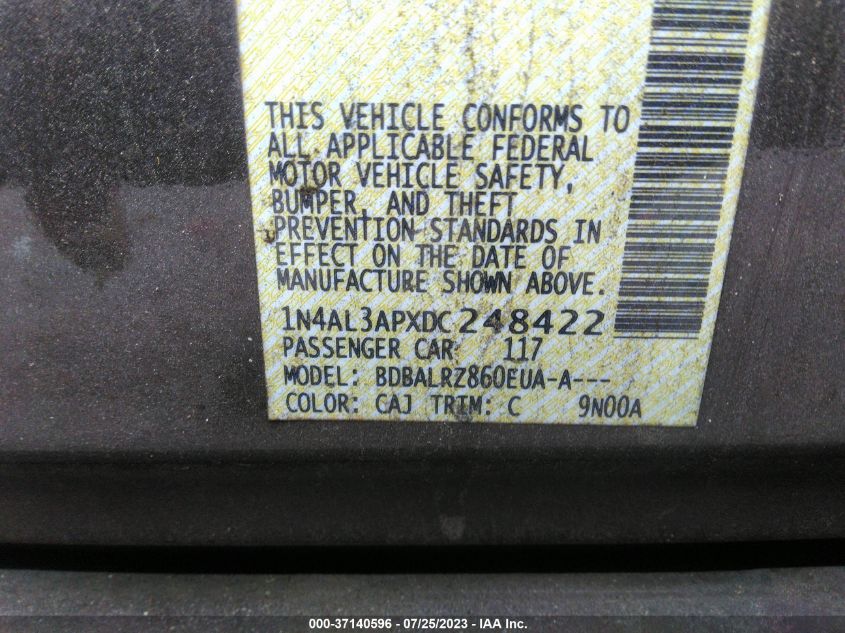 THIS VEHICLE CONFORMS TO
ALL APPLICABLE FEDERAL
MOTOR VEHICLE SAFETY,
BUMPER, AND THEFT
PREVENTION STANDARDS IN
EFFECT ON THE DATE OF
MANUFACTURE SHOWN ABOVE.
1N4AL3APXDC248422
PASSENGER CAR 117
MODEL: BDBALRZ860EUA-A---
COLOR: CAJ TRIM: C 9N00A
000-37140596 - 07/25/2023 - IAA Inc.